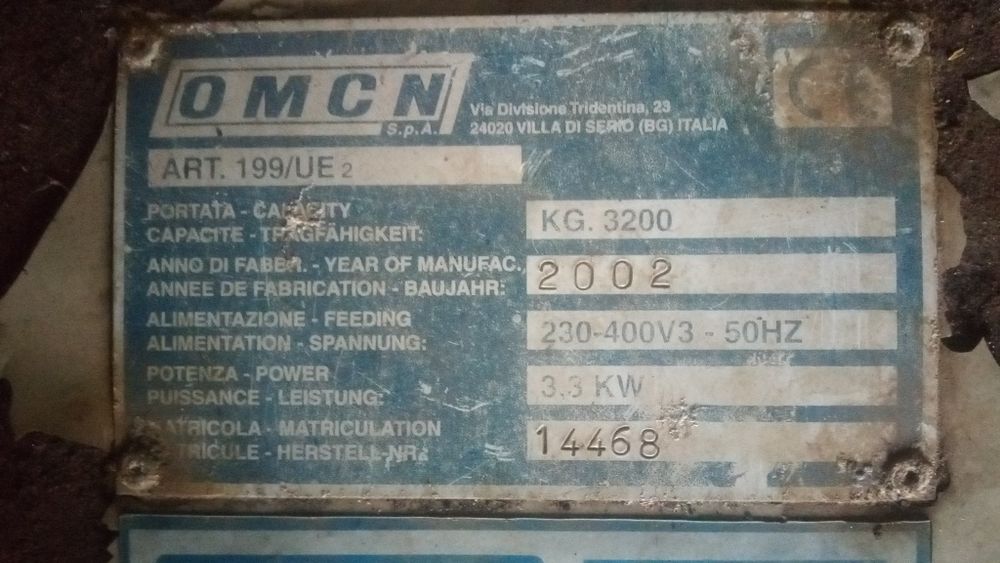 OMCN
S.p.A.
Via Divisione Tridentina, 23
24020 VILLA DI SERIO (BG) ITALIA
CE
ART. 199/UE 2
PORTATA - CAPACITY
CAPACITE - TRAGFÄHIGKEIT:
KG. 3200
ANNO DI FABBR. - YEAR OF MANUFAC.
ANNEE DE FABRICATION - BAUJAHR:
2002
ALIMENTAZIONE - FEEDING
ALIMENTATION - SPANNUNG:
230-400V3 - 50HZ
POTENZA - POWER
PUISSANCE - LEISTUNG:
3.3 KW
MATRICOLA - MATRICULATION
MATRICULE - HERSTELL-NR.
14468